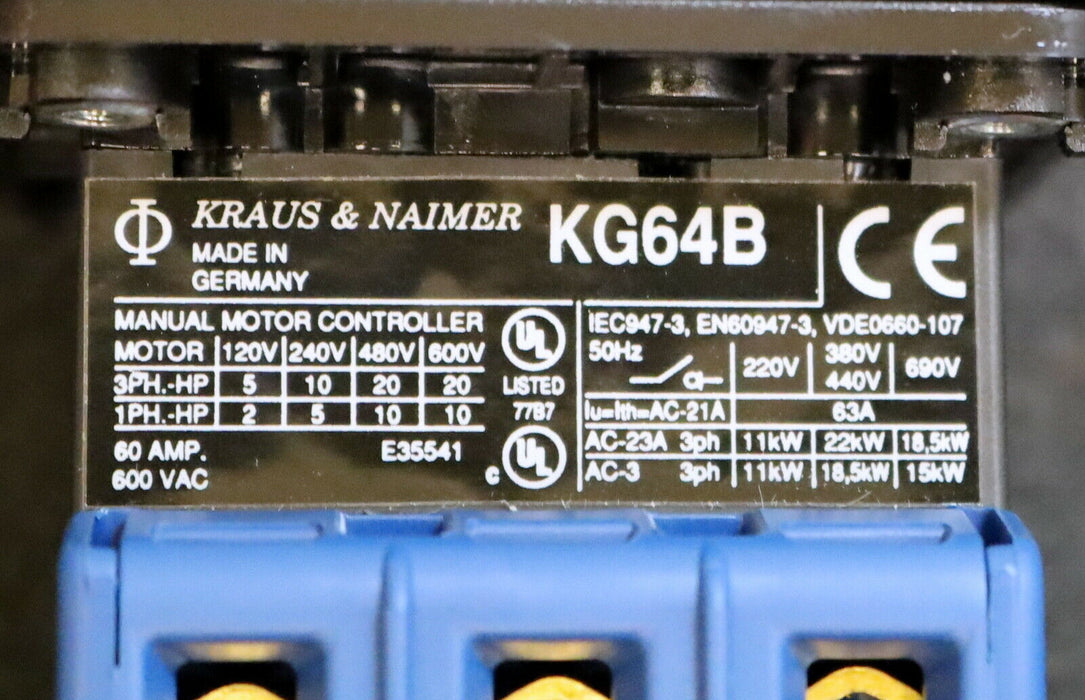 KRAUS & NAIMER KG64B CE
MADE IN
GERMANY
MANUAL MOTOR CONTROLLER
MOTOR 120V 240V 480V 600V
3PH.-HP 5 10 20 20
1PH.-HP 2 5 10 10
60 AMP. E35541
600 VAC
UL
LISTED
77B7
c UL
IEC947-3, EN60947-3, VDE0660-107
50Hz 220V 380V 440V 690V
Iu=Ith=AC-21A 63A
AC-23A 3ph 11kW 22kW 18,5kW
AC-3 3ph 11kW 18,5kW 15kW